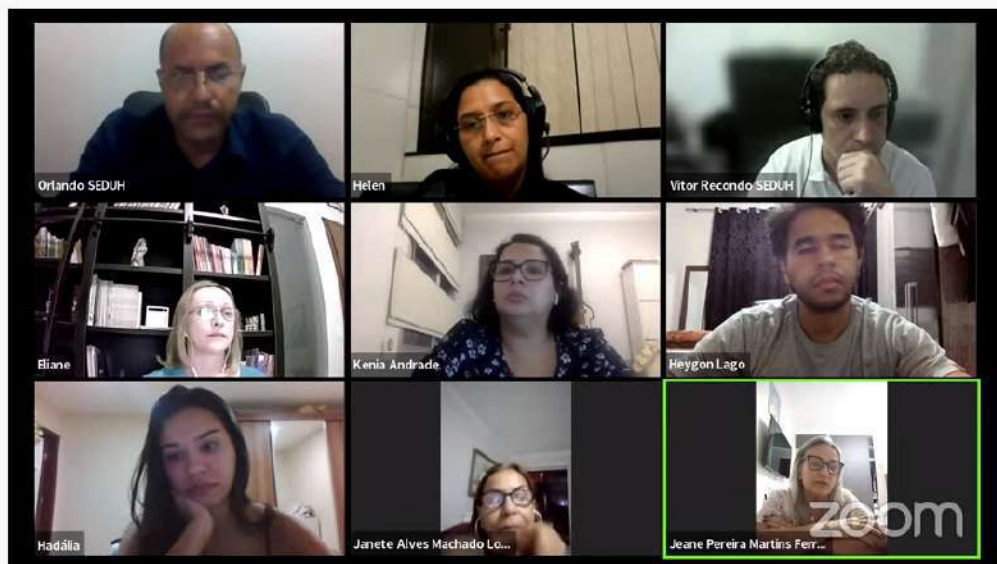 Orlando SEDUH
Helen
Vitor Recondo SEDUH
Eliane
Kenia Andrade
Heygon Lago
Hadália
Janete Alves Machado Lo...
Jeane Pereira Martins Ferr...
zoom